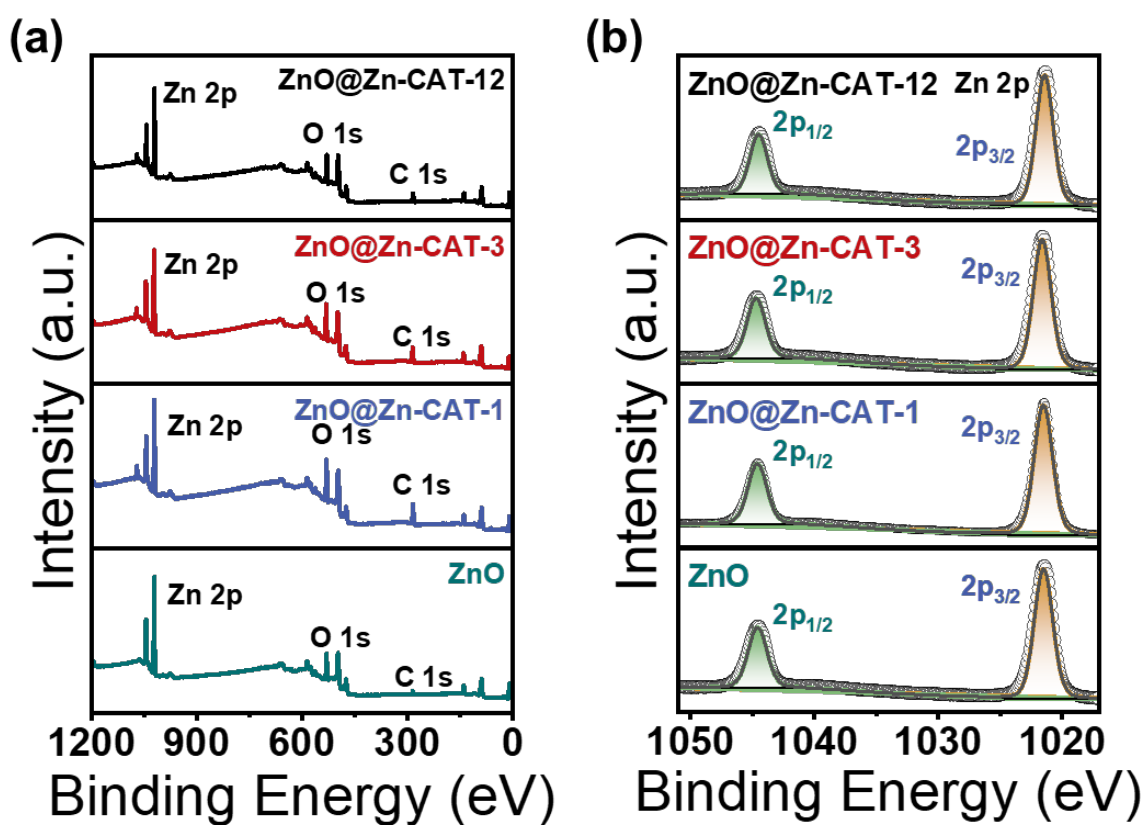 (a)
Intensity (a.u.)
ZnO@Zn-CAT-12
Zn 2p
O 1s
C 1s
ZnO@Zn-CAT-3
Zn 2p
O 1s
C 1s
ZnO@Zn-CAT-1
Zn 2p
O 1s
C 1s
ZnO
Zn 2p
O 1s
C 1s
1200 900 600 300 0
Binding Energy (eV)
(b)
Intensity (a.u.)
ZnO@Zn-CAT-12 Zn 2p
2p1/2
2p3/2
ZnO@Zn-CAT-3
2p1/2
2p3/2
ZnO@Zn-CAT-1
2p1/2
2p3/2
ZnO
2p1/2
2p3/2
1050 1040 1030 1020
Binding Energy (eV)